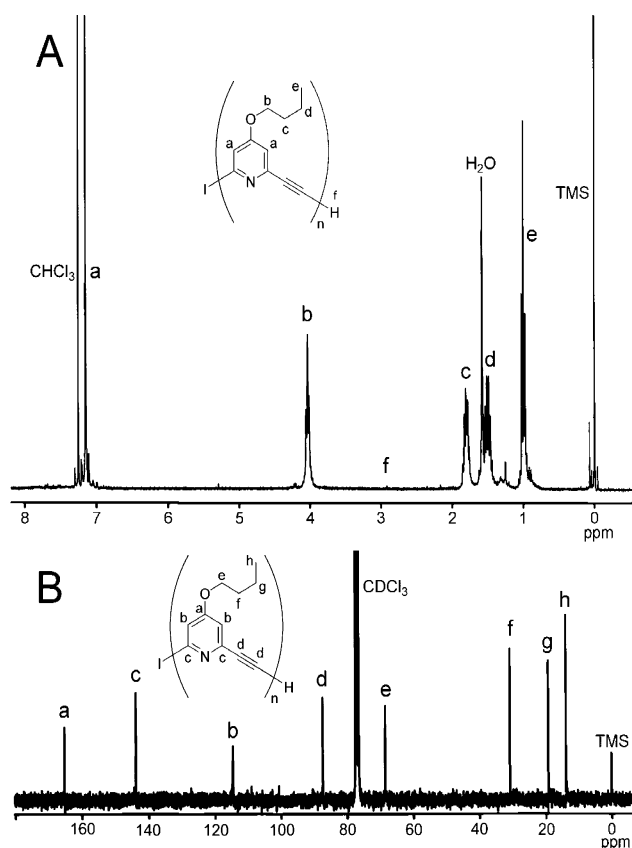 A
e
b
d
O
c
a
a
H₂O
I
N
f
H
n
TMS
CHCl₃
a
e
b
c
d
f
8
7
6
5
4
3
2
1
0
ppm
B
h
e
g
O
f
a
b
b
d
I
N
c
c
d
H
n
CDCl₃
h
f
g
c
d
e
a
b
TMS
160
140
120
100
80
60
40
20
0
ppm